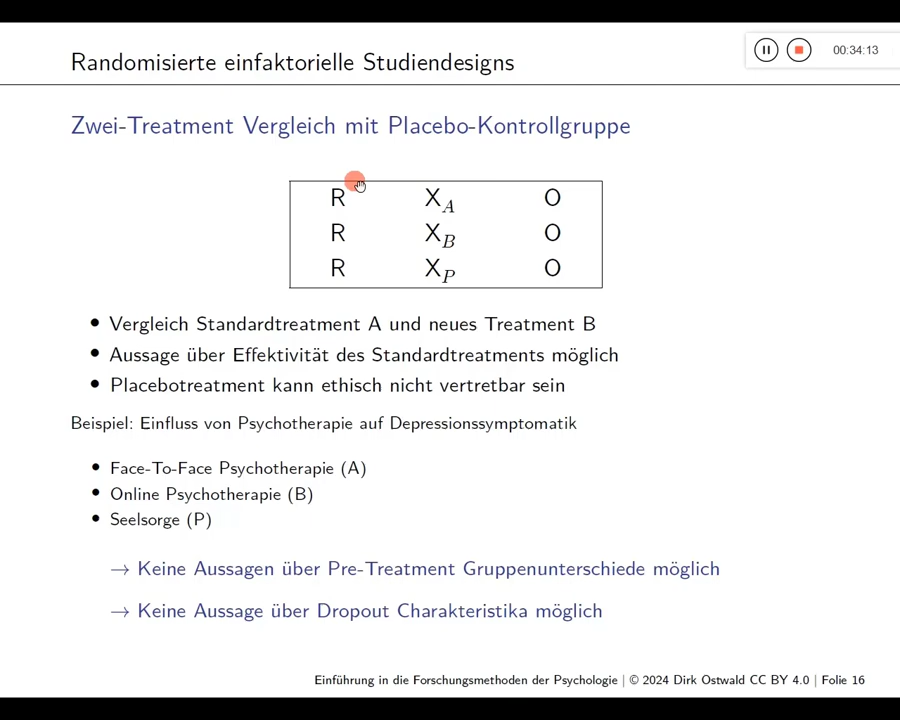 Randomisierte einfaktorielle Studiendesigns
00:34:13
Zwei-Treatment Vergleich mit Placebo-Kontrollgruppe
R X_A O
R X_B O
R X_P O
• Vergleich Standardtreatment A und neues Treatment B
• Aussage über Effektivität des Standardtreatments möglich
• Placebotreatment kann ethisch nicht vertretbar sein
Beispiel: Einfluss von Psychotherapie auf Depressionssymptomatik
• Face-To-Face Psychotherapie (A)
• Online Psychotherapie (B)
• Seelsorge (P)
→ Keine Aussagen über Pre-Treatment Gruppenunterschiede möglich
→ Keine Aussage über Dropout Charakteristika möglich
Einführung in die Forschungsmethoden der Psychologie | © 2024 Dirk Ostwald CC BY 4.0 | Folie 16